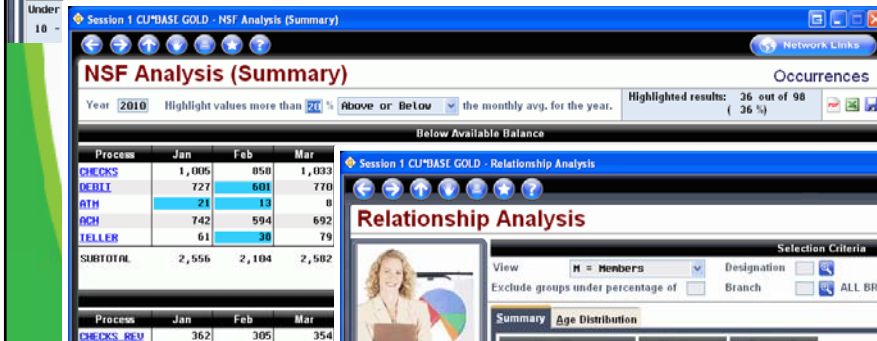 Under
10 -
Session 1 CU*BASE GOLD - NSF Analysis (Summary)
Network Links
NSF Analysis (Summary)
Occurrences
Year 2010 Highlight values more than 20 % Above or Below the monthly avg. for the year.
Highlighted results: 36 out of 98
( 36 %)
Below Available Balance
Process Jan Feb Mar
CHECKS 1,005 850 1,033
DEBIT 727 601 770
ATM 21 13 8
ACH 742 594 692
TELLER 61 30 79
SUBTOTAL 2,556 2,104 2,582
Process Jan Feb Mar
CHECKS REV 362 305 354
Session 1 CU*BASE GOLD - Relationship Analysis
Relationship Analysis
Selection Criteria
View M = Members Designation
Exclude groups under percentage of Branch ALL BR
Summary Age Distribution